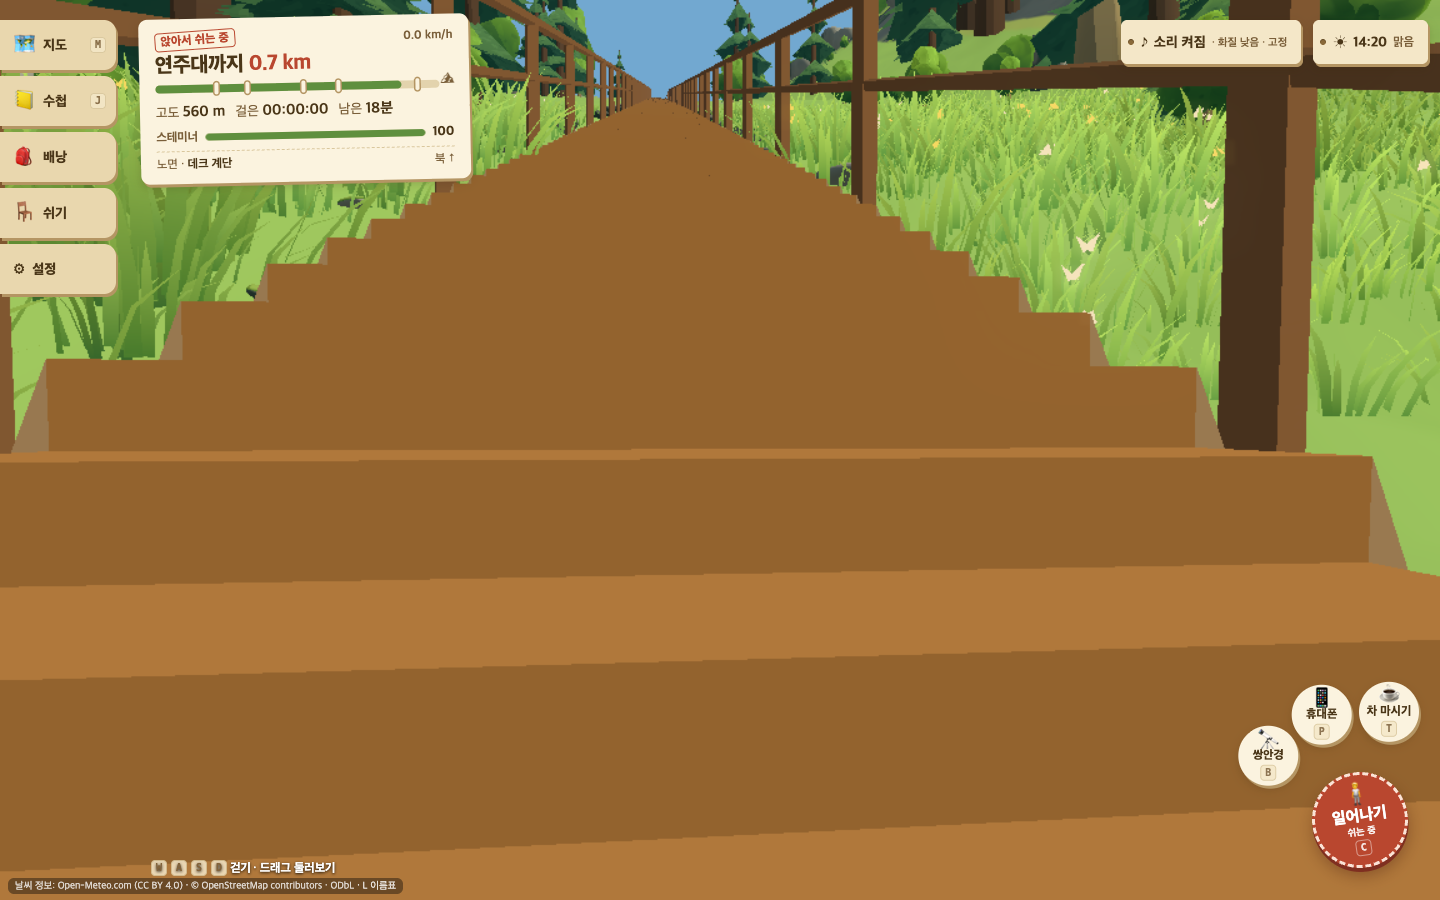 지도 M
수첩 J
배낭
쉬기
설정
앉아서 쉬는 중
0.0 km/h
연주대까지 0.7 km
고도 560 m 걸은 00:00:00 남은 18분
스테미너 100
노면 · 데크 계단
북 ↑
♪ 소리 켜짐 · 화질 낮음 · 고정
14:20 맑음
휴대폰
P
차 마시기
T
쌍안경
B
일어나기
쉬는 중
C
W A S D 걷기 · 드래그 둘러보기
날씨 정보: Open-Meteo.com (CC BY 4.0) · © OpenStreetMap contributors · ODbL · L 이름표